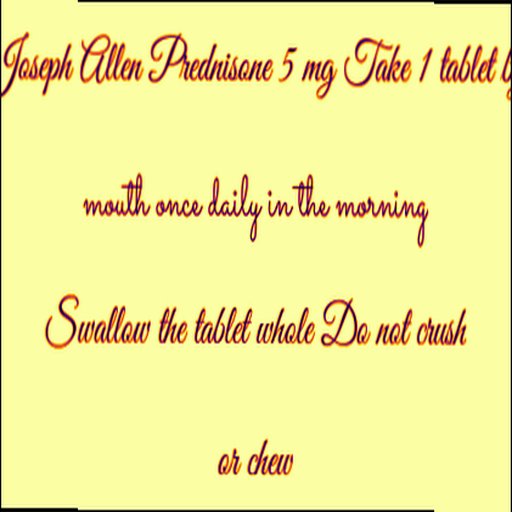 Joseph Allen Prednisone 5 mg Take 1 tablet by
mouth once daily in the morning
Swallow the tablet whole Do not crush
or chew